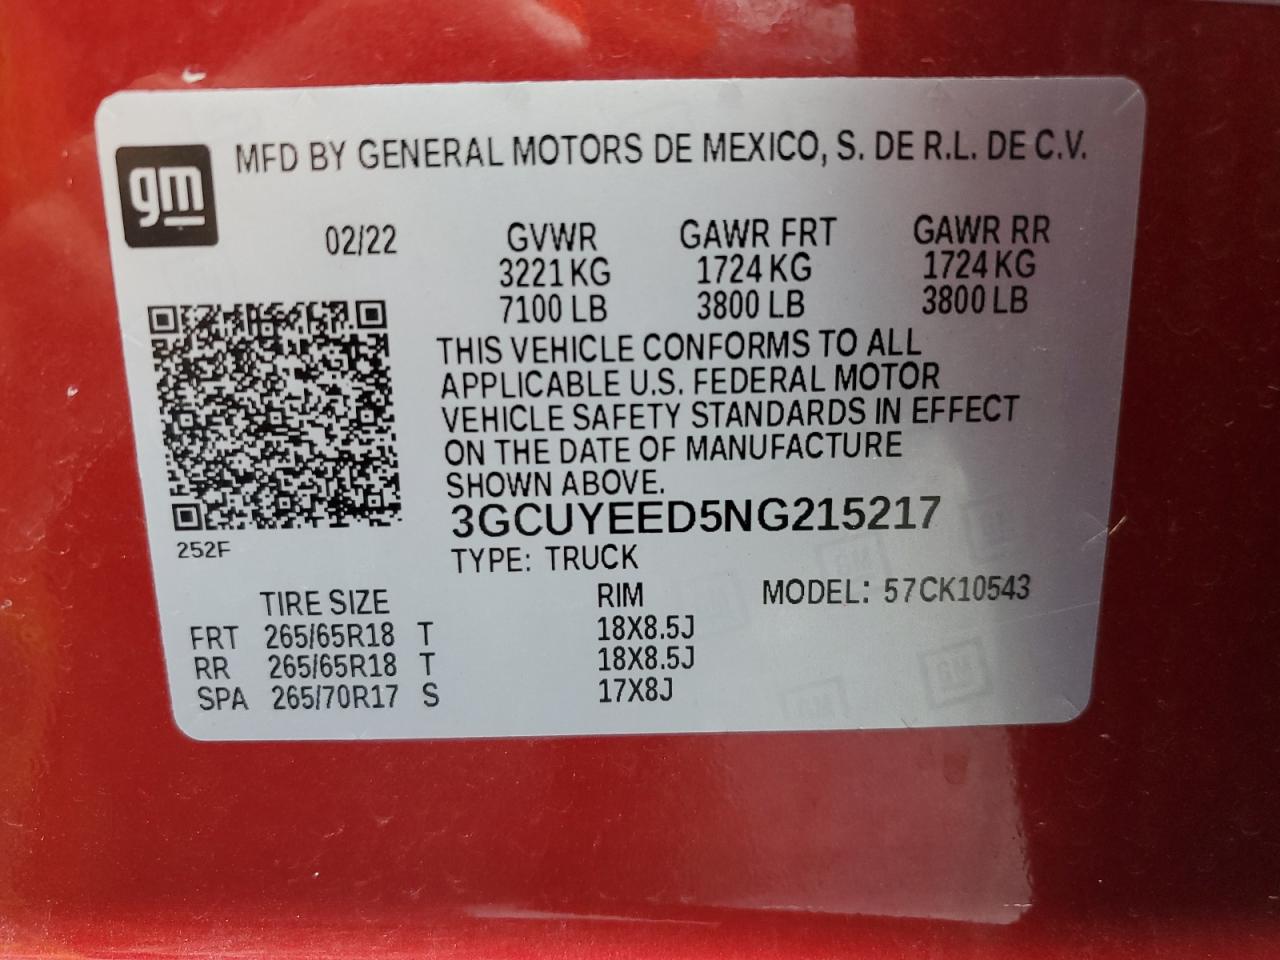 gm
MFD BY GENERAL MOTORS DE MEXICO, S. DE R.L. DE C.V.
02/22 GVWR GAWR FRT GAWR RR
3221 KG 1724 KG 1724 KG
7100 LB 3800 LB 3800 LB
THIS VEHICLE CONFORMS TO ALL
APPLICABLE U.S. FEDERAL MOTOR
VEHICLE SAFETY STANDARDS IN EFFECT
ON THE DATE OF MANUFACTURE
SHOWN ABOVE.
3GCUYEED5NG215217
252F
TYPE: TRUCK
TIRE SIZE RIM MODEL: 57CK10543
FRT 265/65R18 T 18X8.5J
RR 265/65R18 T 18X8.5J
SPA 265/70R17 S 17X8J
GM
GM
GM